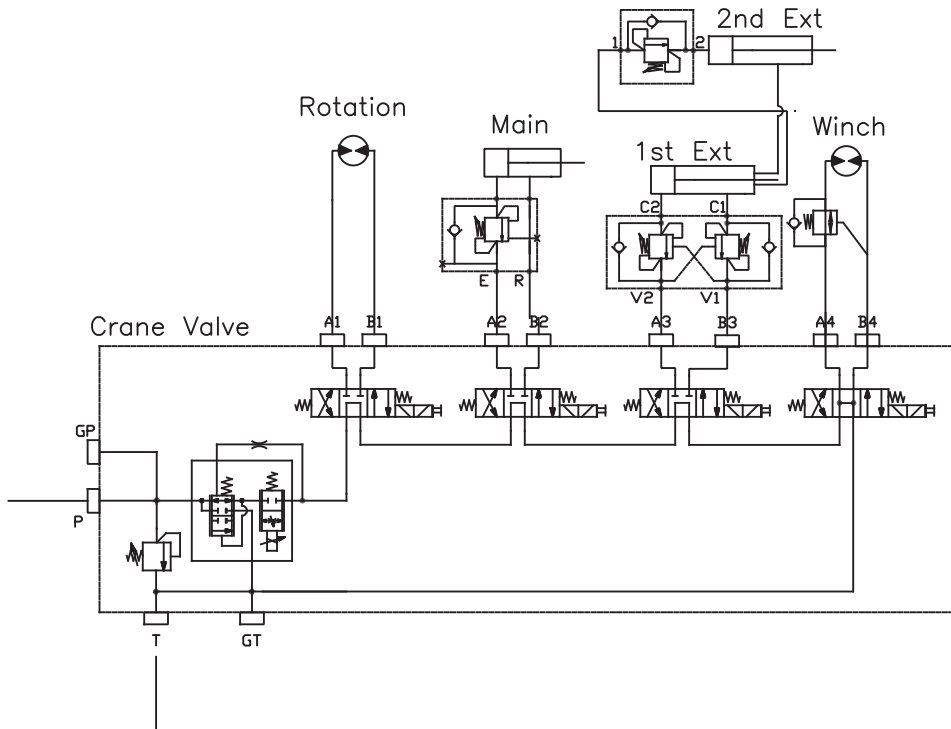 2nd Ext
1 2
Rotation
Main
1st Ext
Winch
C2 C1
E R
V2 V1
Crane Valve
A1 B1 A2 B2 A3 B3 A4 B4
GP
P
T GT